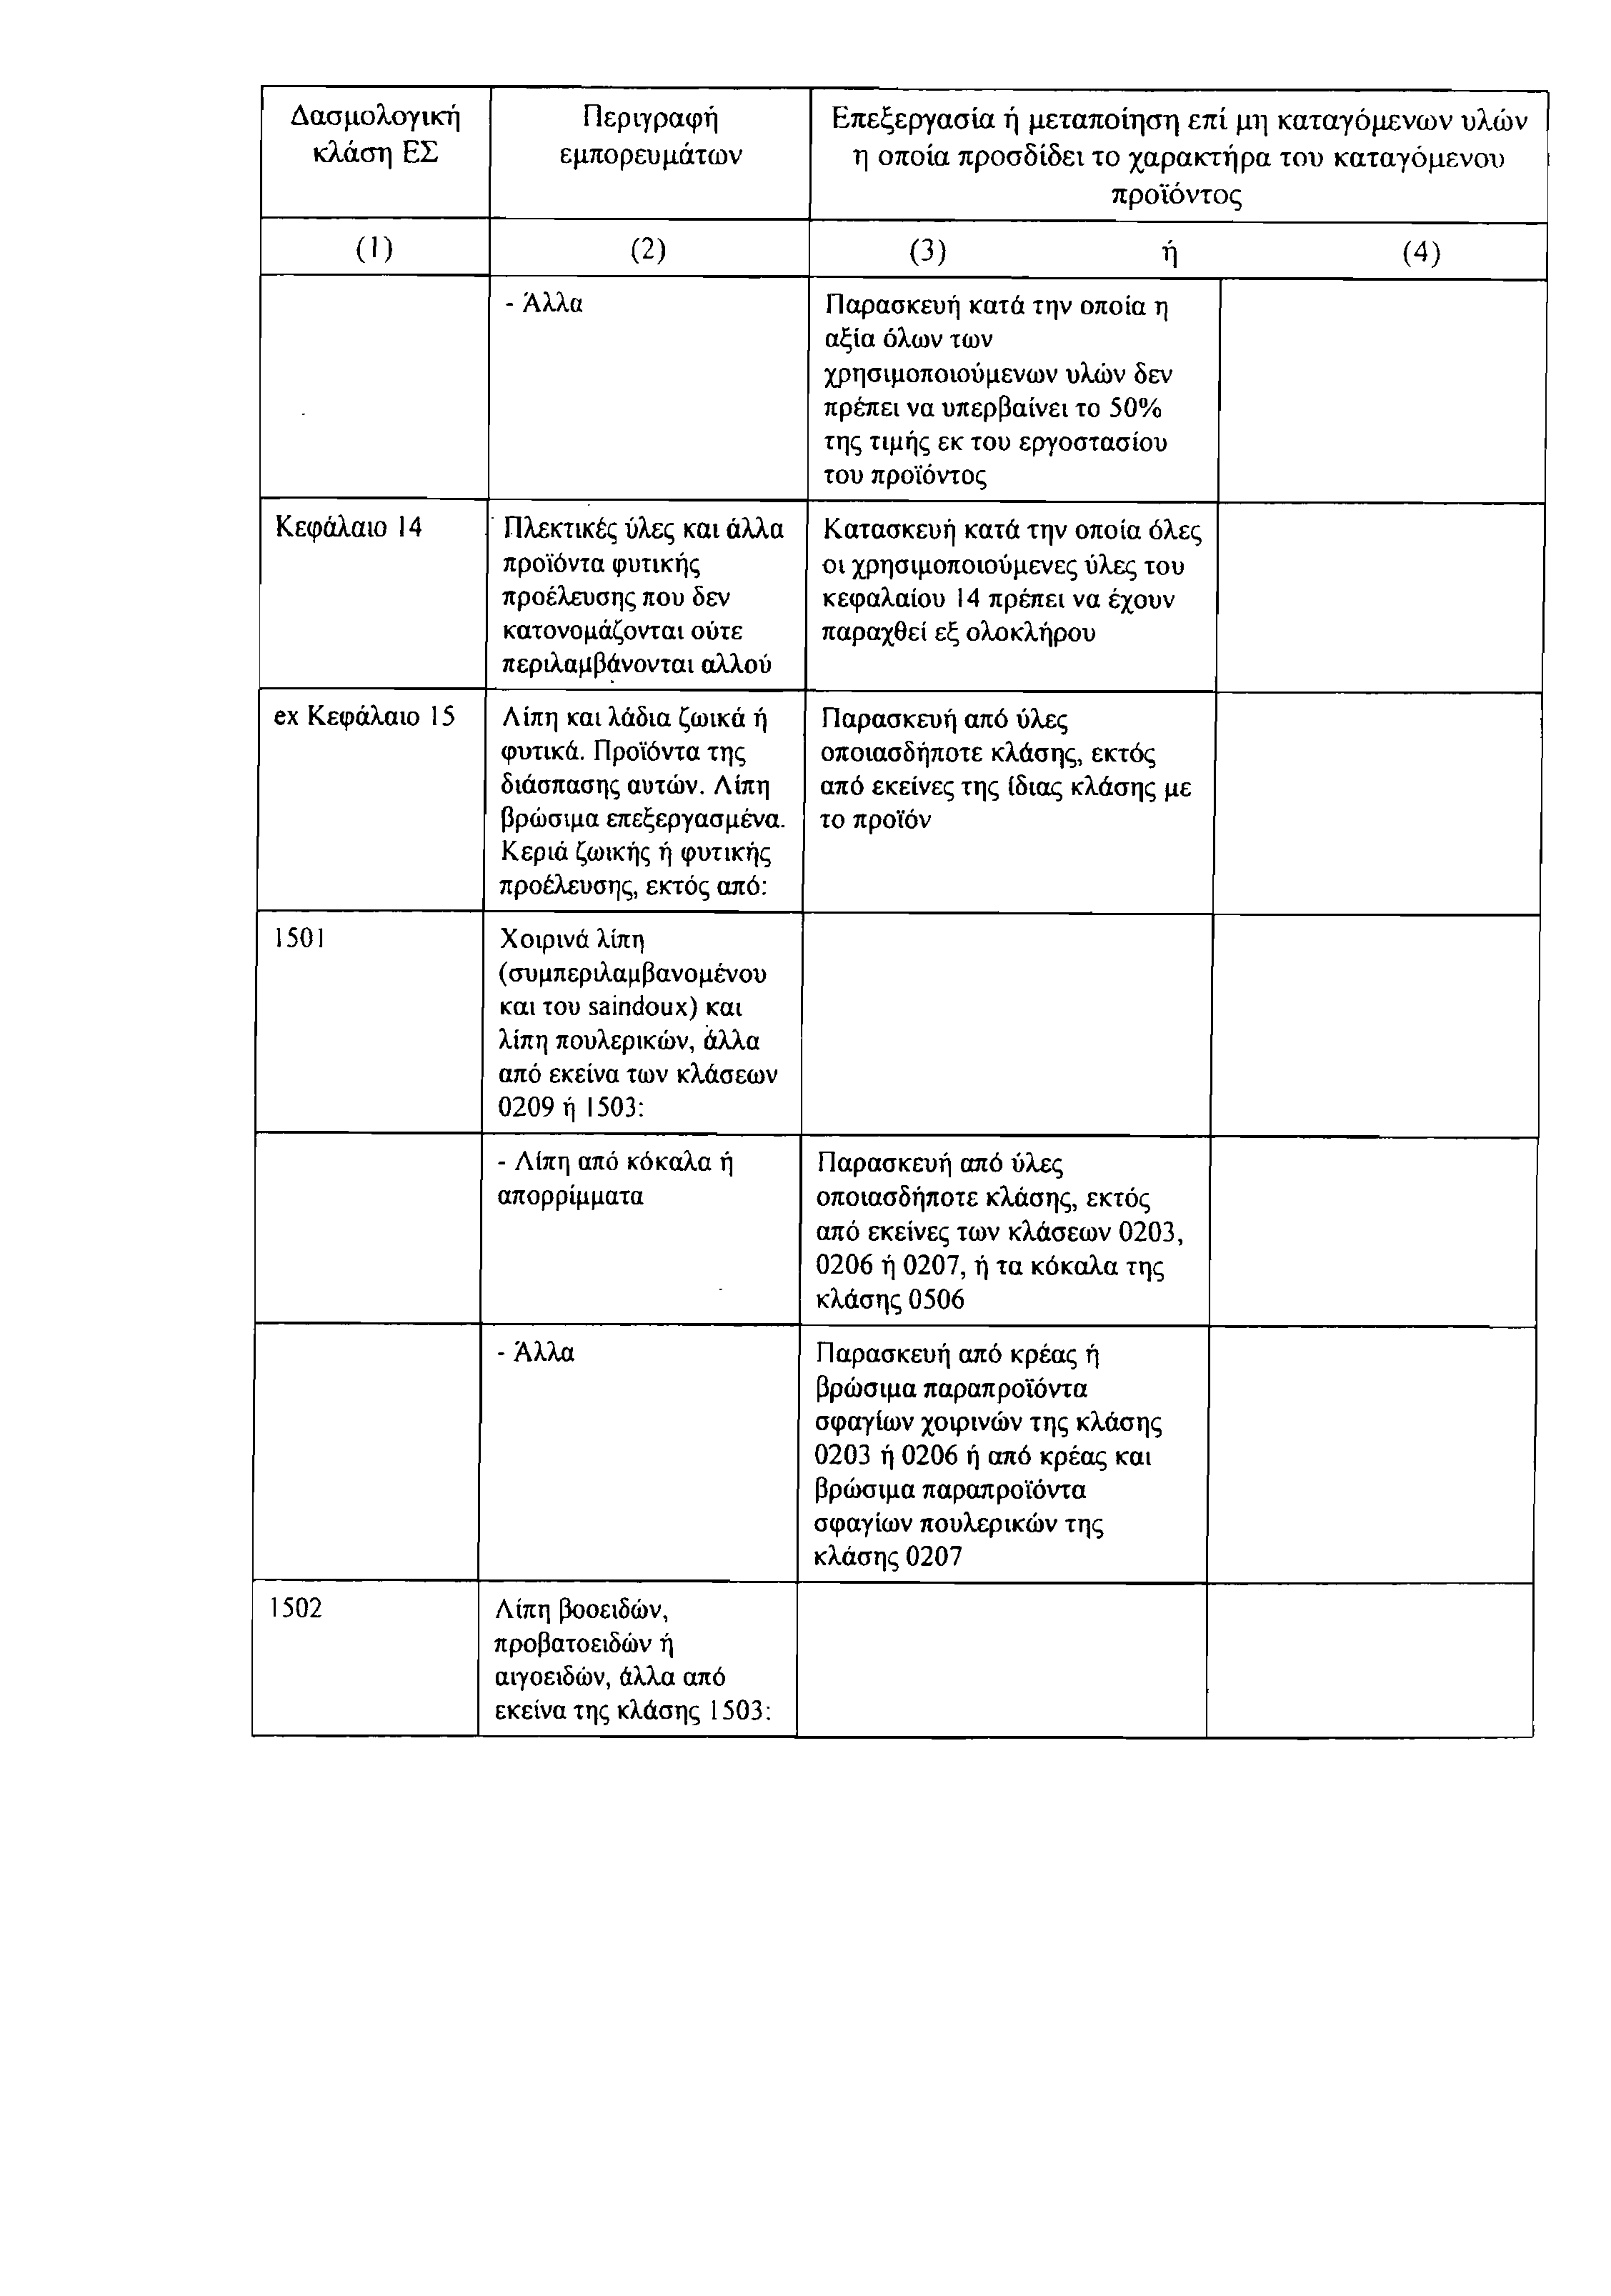 Δασμολογική
κλάση ΕΣ
Περιγραφή
εμπορευμάτων
Επεξεργασία ή μεταποίηση επί μη καταγόμενων υλών
η οποία προσδίδει το χαρακτήρα του καταγόμενου
προϊόντος
(1)
(2)
(3) ή (4)
- Άλλα
Παρασκευή κατά την οποία η
αξία όλων των
χρησιμοποιούμενων υλών δεν
πρέπει να υπερβαίνει το 50%
της τιμής εκ του εργοστασίου
του προϊόντος
Κεφάλαιο 14
Πλεκτικές ύλες και άλλα
προϊόντα φυτικής
προέλευσης που δεν
κατονομάζονται ούτε
περιλαμβάνονται αλλού
Κατασκευή κατά την οποία όλες
οι χρησιμοποιούμενες ύλες του
κεφαλαίου 14 πρέπει να έχουν
παραχθεί εξ ολοκλήρου
ex Κεφάλαιο 15
Λίπη και λάδια ζωικά ή
φυτικά. Προϊόντα της
διάσπασης αυτών. Λίπη
βρώσιμα επεξεργασμένα.
Κεριά ζωικής ή φυτικής
προέλευσης, εκτός από:
Παρασκευή από ύλες
οποιασδήποτε κλάσης, εκτός
από εκείνες της ίδιας κλάσης με
το προϊόν
1501
Χοιρινά λίπη
(συμπεριλαμβανομένου
και του saindoux) και
λίπη πουλερικών, άλλα
από εκείνα των κλάσεων
0209 ή 1503:
- Λίπη από κόκαλα ή
απορρίμματα
Παρασκευή από ύλες
οποιασδήποτε κλάσης, εκτός
από εκείνες των κλάσεων 0203,
0206 ή 0207, ή τα κόκαλα της
κλάσης 0506
- Άλλα
Παρασκευή από κρέας ή
βρώσιμα παραπροϊόντα
σφαγίων χοιρινών της κλάσης
0203 ή 0206 ή από κρέας και
βρώσιμα παραπροϊόντα
σφαγίων πουλερικών της
κλάσης 0207
1502
Λίπη βοοειδών,
προβατοειδών ή
αιγοειδών, άλλα από
εκείνα της κλάσης 1503: